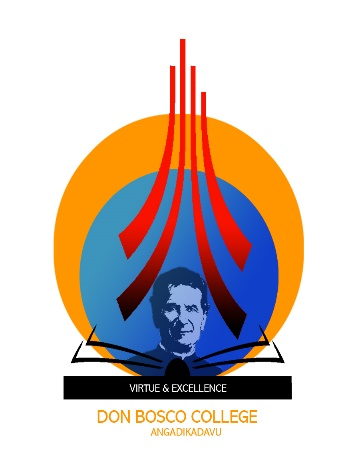 VIRTUE & EXCELLENCE
DON BOSCO COLLEGE
ANGADIKADAVU